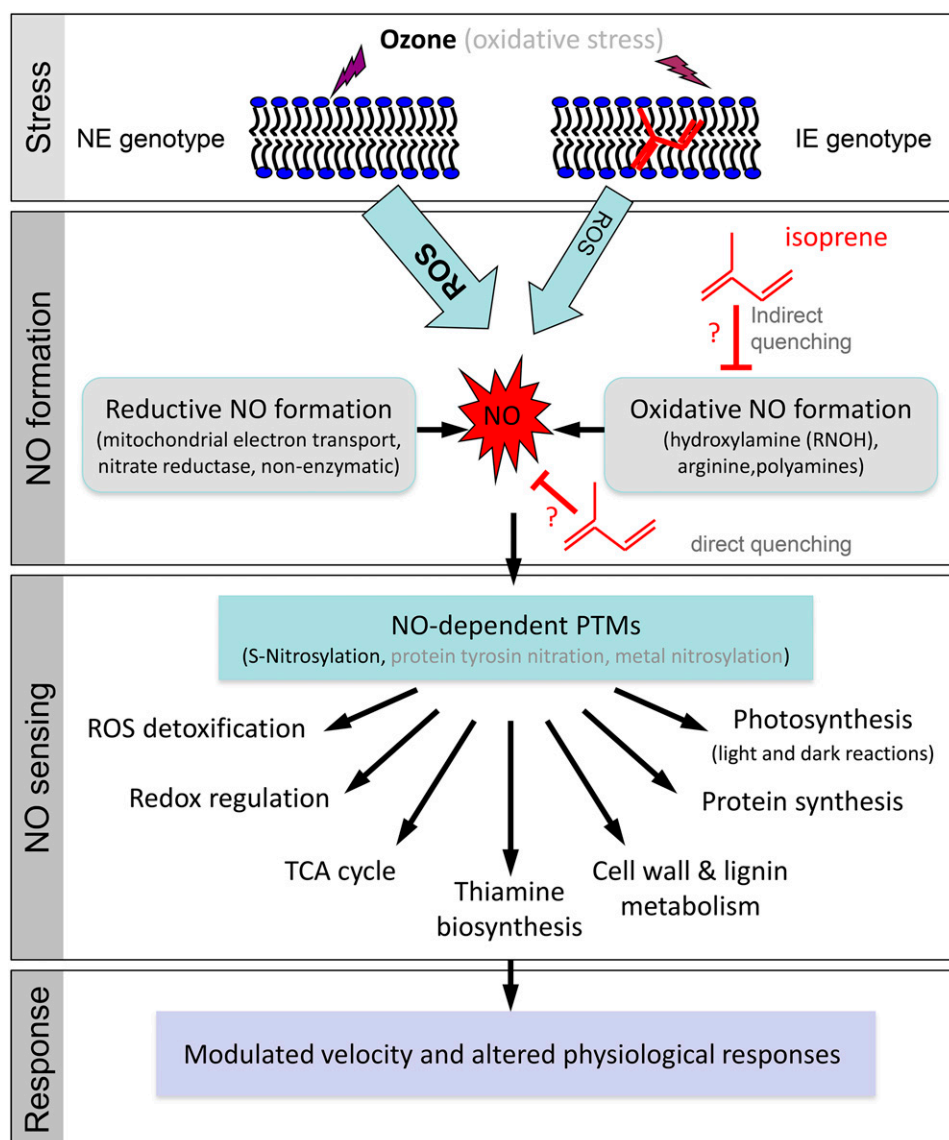 Stress
Ozone (oxidative stress)
NE genotype
IE genotype
NO formation
ROS
ROS
isoprene
?
Indirect
quenching
Reductive NO formation
(mitochondrial electron transport,
nitrate reductase, non-enzymatic)
NO
Oxidative NO formation
(hydroxylamine (RNOH),
arginine,polyamines)
?
direct quenching
NO sensing
NO-dependent PTMs
(S-Nitrosylation, protein tyrosin nitration, metal nitrosylation)
ROS detoxification
Photosynthesis
(light and dark reactions)
Redox regulation
Protein synthesis
TCA cycle
Thiamine
biosynthesis
Cell wall & lignin
metabolism
Response
Modulated velocity and altered physiological responses